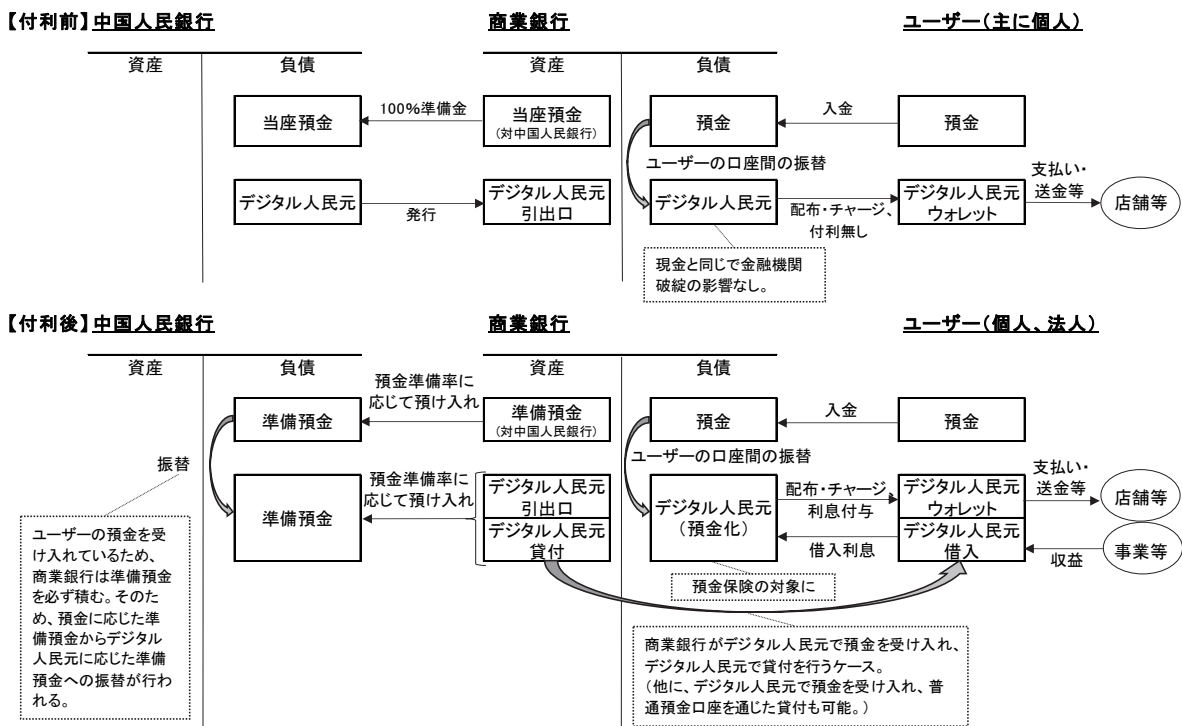 【付利前】中国人民銀行
商業銀行
ユーザー(主に個人)
資産
負債
資産
負債
当座預金
100%準備金
当座預金
(対中国人民銀行)
預金
入金
預金
ユーザーの口座間の振替
デジタル人民元
発行
デジタル人民元
引出口
デジタル人民元
配布・チャージ、
付利無し
デジタル人民元
ウォレット
支払い・
送金等
店舗等
現金と同じで金融機関
破綻の影響なし。
【付利後】中国人民銀行
商業銀行
ユーザー(個人、法人)
資産
負債
資産
負債
準備預金
預金準備率に
応じて預け入れ
準備預金
(対中国人民銀行)
預金
入金
預金
振替
ユーザーの口座間の振替
準備預金
預金準備率に
応じて預け入れ
デジタル人民元
引出口
デジタル人民元
貸付
デジタル人民元
(預金化)
配布・チャージ、
利息付与
借入利息
デジタル人民元
ウォレット
デジタル人民元
借入
支払い・
送金等
店舗等
収益
事業等
ユーザーの預金を受
け入れているため、
商業銀行は準備預金
を必ず積む。そのた
め、預金に応じた準
備預金からデジタル
人民元に応じた準備
預金への振替が行わ
れる。
預金保険の対象に
商業銀行がデジタル人民元で預金を受け入れ、
デジタル人民元で貸付を行うケース。
(他に、デジタル人民元で預金を受け入れ、普
通預金口座を通じた貸付も可能。)